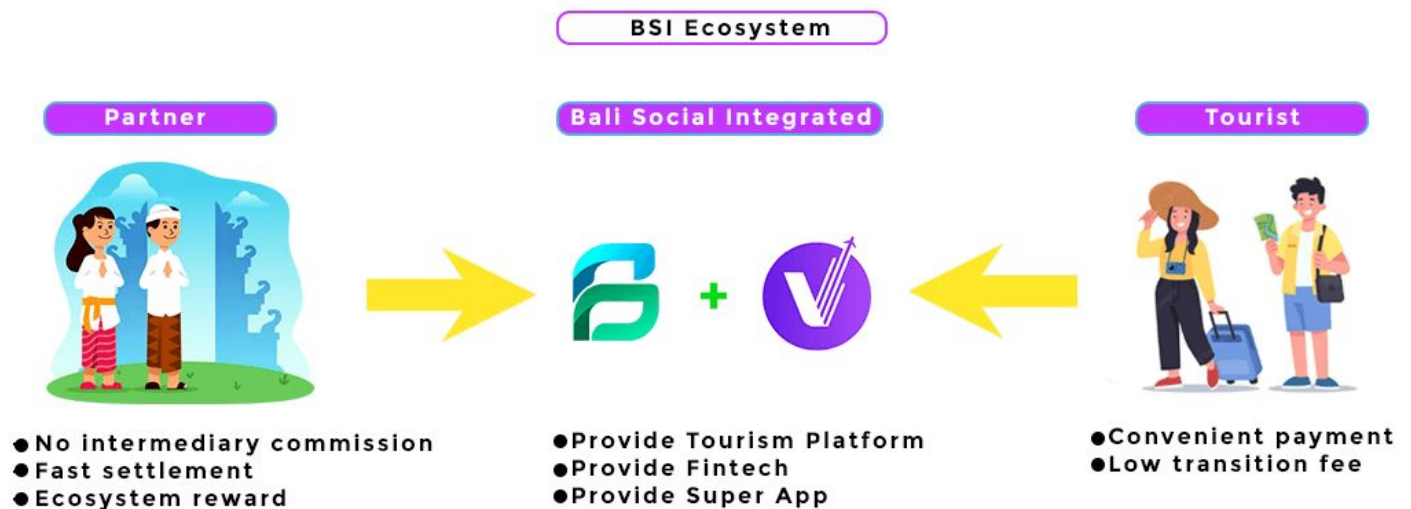 BSI Ecosystem
Partner
Bali Social Integrated
Tourist
● No intermediary commission
● Fast settlement
● Ecosystem reward
●Provide Tourism Platform
●Provide Fintech
●Provide Super App
●Convenient payment
●Low transition fee